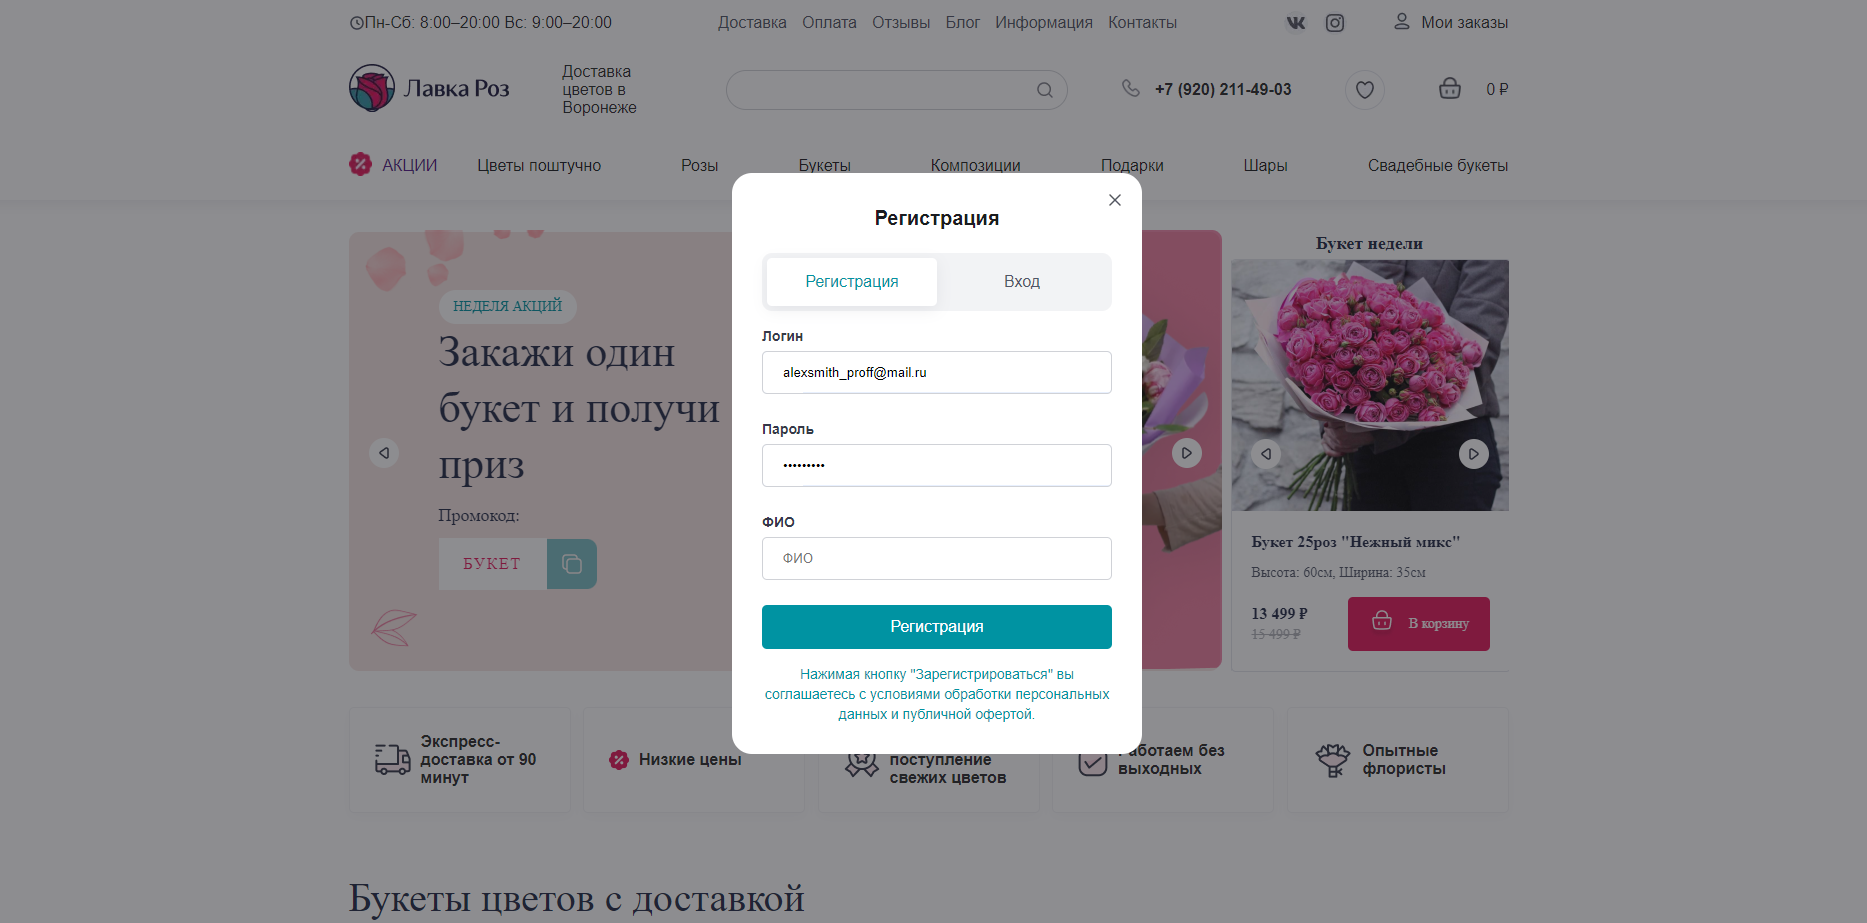 Пн-Сб: 8:00–20:00 Вс: 9:00–20:00
Доставка Оплата Отзывы Блог Информация Контакты
Мои заказы
Лавка Роз
Доставка
цветов в
Воронеже
+7 (920) 211-49-03
0 ₽
АКЦИИ Цветы поштучно Розы Букеты Композиции Подарки Шары Свадебные букеты
НЕДЕЛЯ АКЦИЙ
Закажи один
букет и получи
приз
Промокод:
БУКЕТ
Регистрация
Регистрация Вход
Логин
alexsmith_proff@mail.ru
Пароль
•••••••••
ФИО
ФИО
Регистрация
Нажимая кнопку "Зарегистрироваться" вы
соглашаетесь с условиями обработки персональных
данных и публичной офертой.
Букет недели
Букет 25роз "Нежный микс"
Высота: 60см, Ширина: 35см
13 499 ₽
15 499 ₽
В корзину
Экспресс-
доставка от 90
минут
Низкие цены
поступление
свежих цветов
Работаем без
выходных
Опытные
флористы
Букеты цветов с доставкой